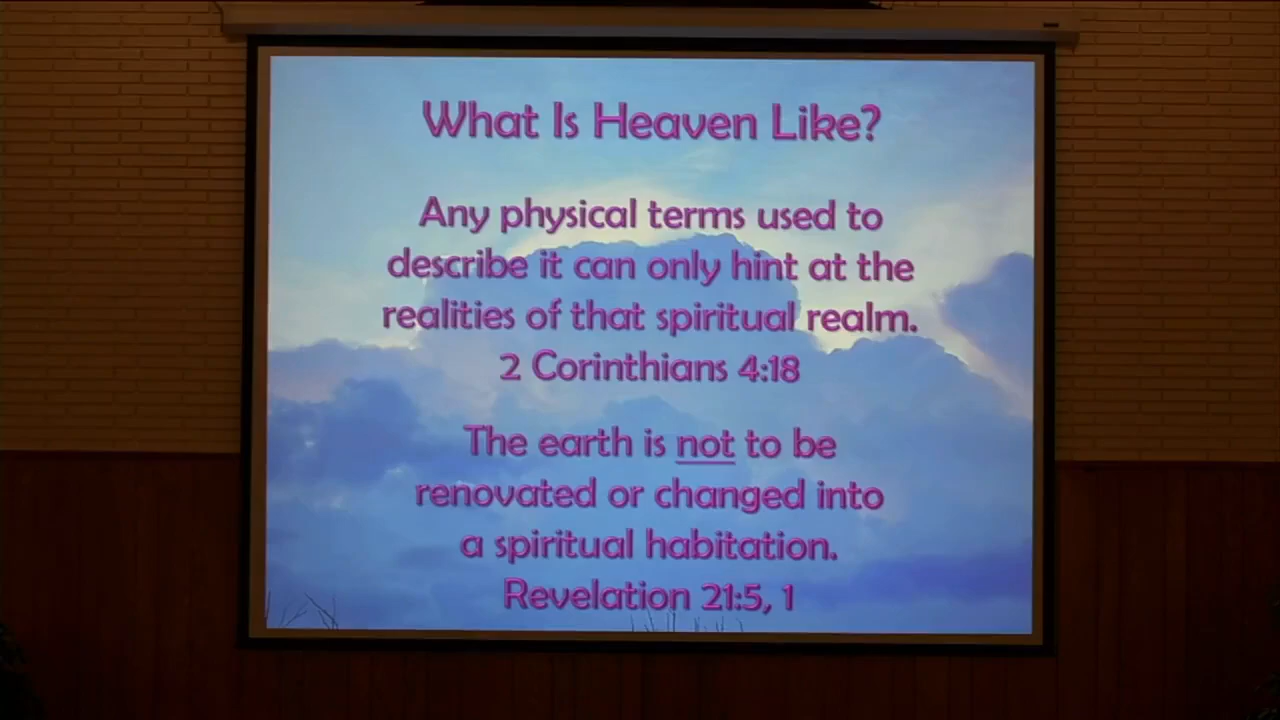 What Is Heaven Like?
Any physical terms used to
describe it can only hint at the
realities of that spiritual realm.
2 Corinthians 4:18
The earth is not to be
renovated or changed into
a spiritual habitation.
Revelation 21:5, 1